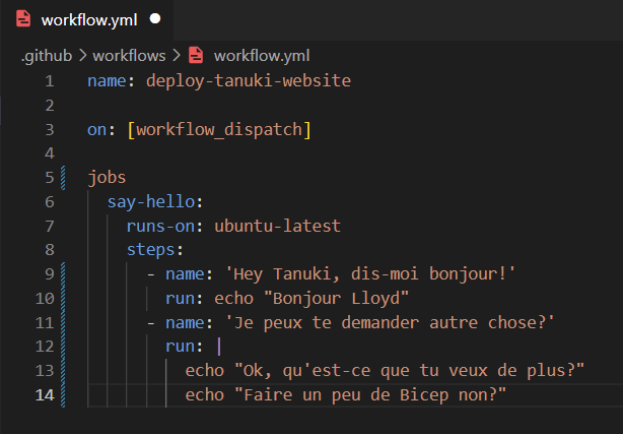 workflow.yml
.github > workflows > workflow.yml
1 name: deploy-tanuki-website
2
3 on: [workflow_dispatch]
4
5 jobs
6 say-hello:
7 runs-on: ubuntu-latest
8 steps:
9 - name: 'Hey Tanuki, dis-moi bonjour!'
10 run: echo "Bonjour Lloyd"
11 - name: 'Je peux te demander autre chose?'
12 run: |
13 echo "Ok, qu'est-ce que tu veux de plus?"
14 echo "Faire un peu de Bicep non?"